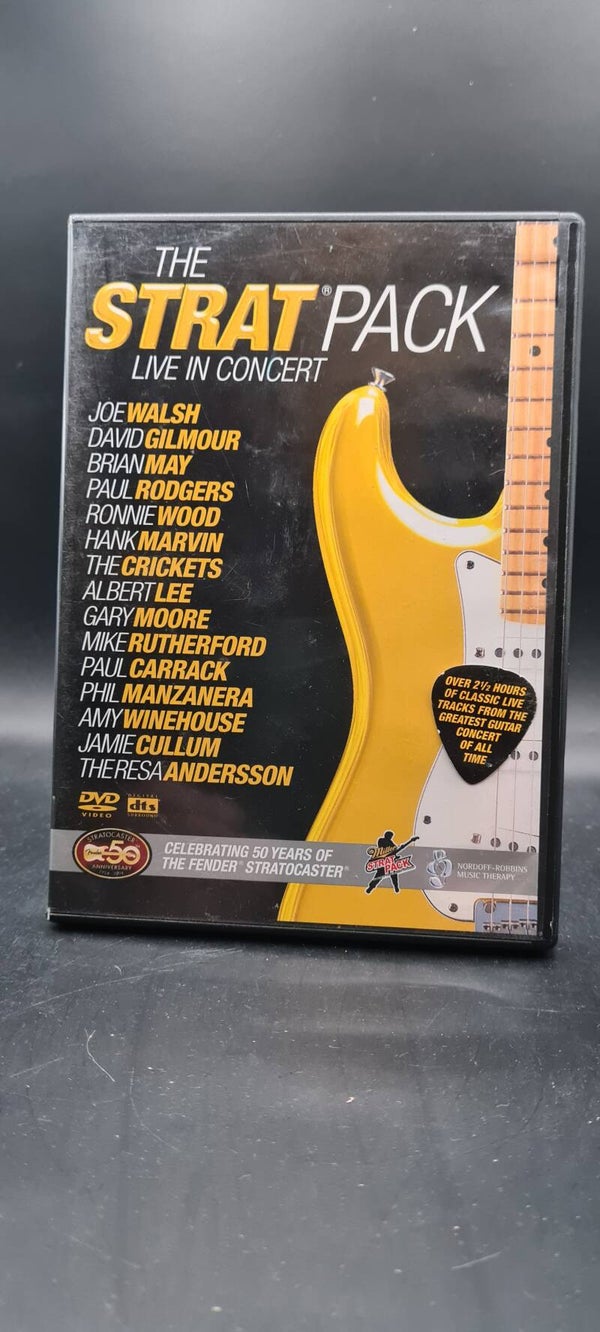 THE
STRAT® PACK
LIVE IN CONCERT
JOE WALSH
DAVID GILMOUR
BRIAN MAY
PAUL RODGERS
RONNIE WOOD
HANK MARVIN
THE CRICKETS
ALBERT LEE
GARY MOORE
MIKE RUTHERFORD
PAUL CARRACK
PHIL MANZANERA
AMY WINEHOUSE
JAMIE CULLUM
THERESA ANDERSSON
OVER 2½ HOURS
OF CLASSIC LIVE
TRACKS FROM THE
GREATEST GUITAR
CONCERT
OF ALL
TIME
DVD
VIDEO
DIGITAL
dts
SURROUND
STRATOCASTER
50
ANNIVERSARY
CELEBRATING 50 YEARS OF
THE FENDER® STRATOCASTER®
Miller
STRAT
PACK
NORDOFF-ROBBINS
MUSIC THERAPY